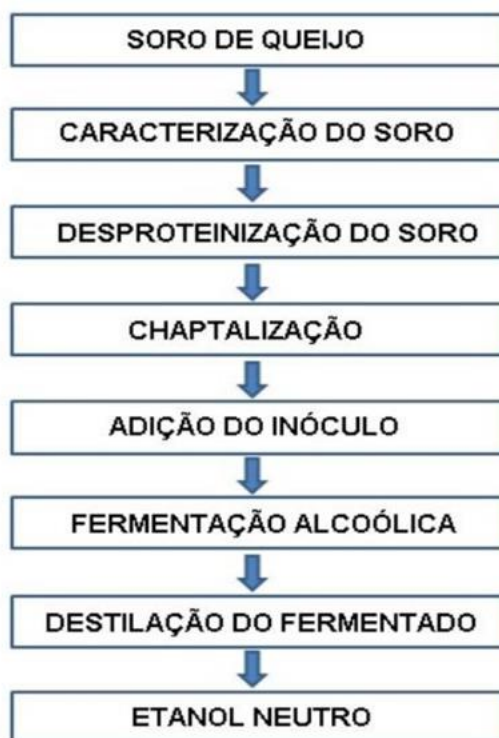 SORO DE QUEIJO
CARACTERIZAÇÃO DO SORO
DESPROTEINIZAÇÃO DO SORO
CHAPTALIZAÇÃO
ADIÇÃO DO INÓCULO
FERMENTAÇÃO ALCOÓLICA
DESTILAÇÃO DO FERMENTADO
ETANOL NEUTRO